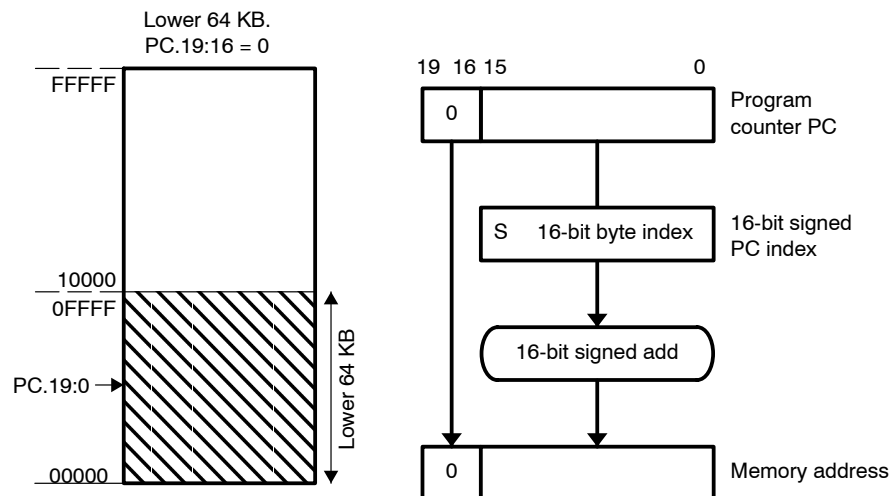 Lower 64 KB.
PC.19:16 = 0
FFFFF
10000
0FFFF
PC.19:0
00000
Lower 64 KB
19 16 15 0
0
Program
counter PC
S 16-bit byte index
16-bit signed
PC index
16-bit signed add
0
Memory address